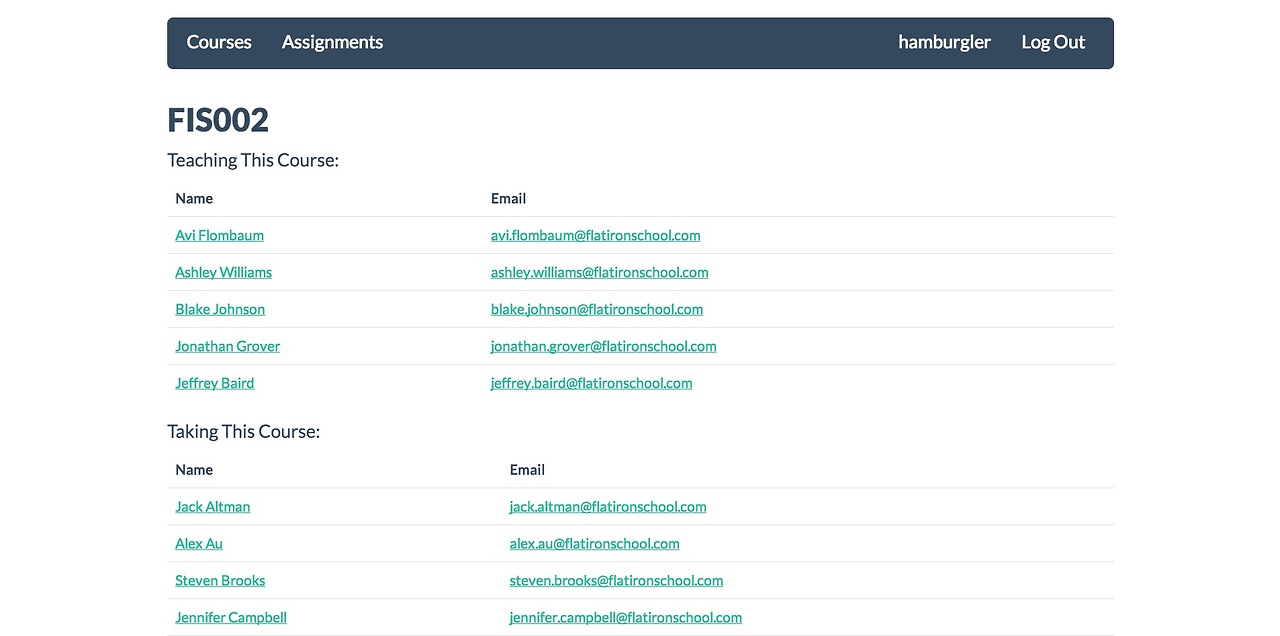 Courses Assignments hamburgler Log Out
FIS002
Teaching This Course:
Name Email
Avi Flombaum avi.flombaum@flatironschool.com
Ashley Williams ashley.williams@flatironschool.com
Blake Johnson blake.johnson@flatironschool.com
Jonathan Grover jonathan.grover@flatironschool.com
Jeffrey Baird jeffrey.baird@flatironschool.com
Taking This Course:
Name Email
Jack Altman jack.altman@flatironschool.com
Alex Au alex.au@flatironschool.com
Steven Brooks steven.brooks@flatironschool.com
Jennifer Campbell jennifer.campbell@flatironschool.com